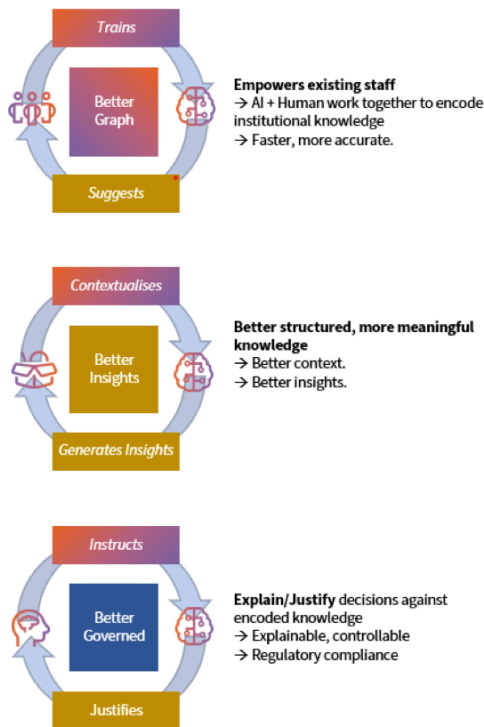 Trains
Better
Graph
Suggests
Empowers existing staff
→ AI + Human work together to encode
institutional knowledge
→ Faster, more accurate.
Contextualises
Better
Insights
Generates Insights
Better structured, more meaningful
knowledge
→ Better context.
→ Better insights.
Instructs
Better
Governed
Justifies
Explain/Justify decisions against
encoded knowledge
→ Explainable, controllable
→ Regulatory compliance